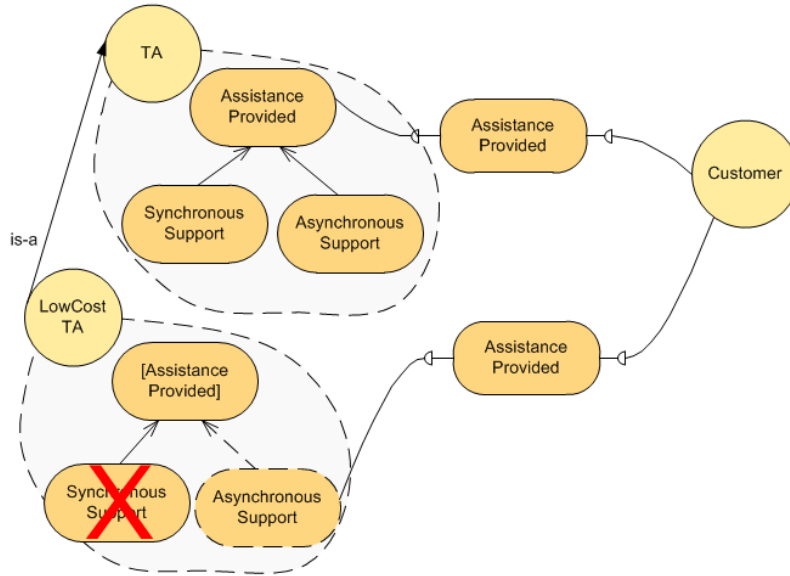 TA
Assistance
Provided
Assistance
Provided
Customer
Synchronous
Support
Asynchronous
Support
is-a
LowCost
TA
Assistance
Provided
[Assistance
Provided]
Synchronous
Support
Asynchronous
Support